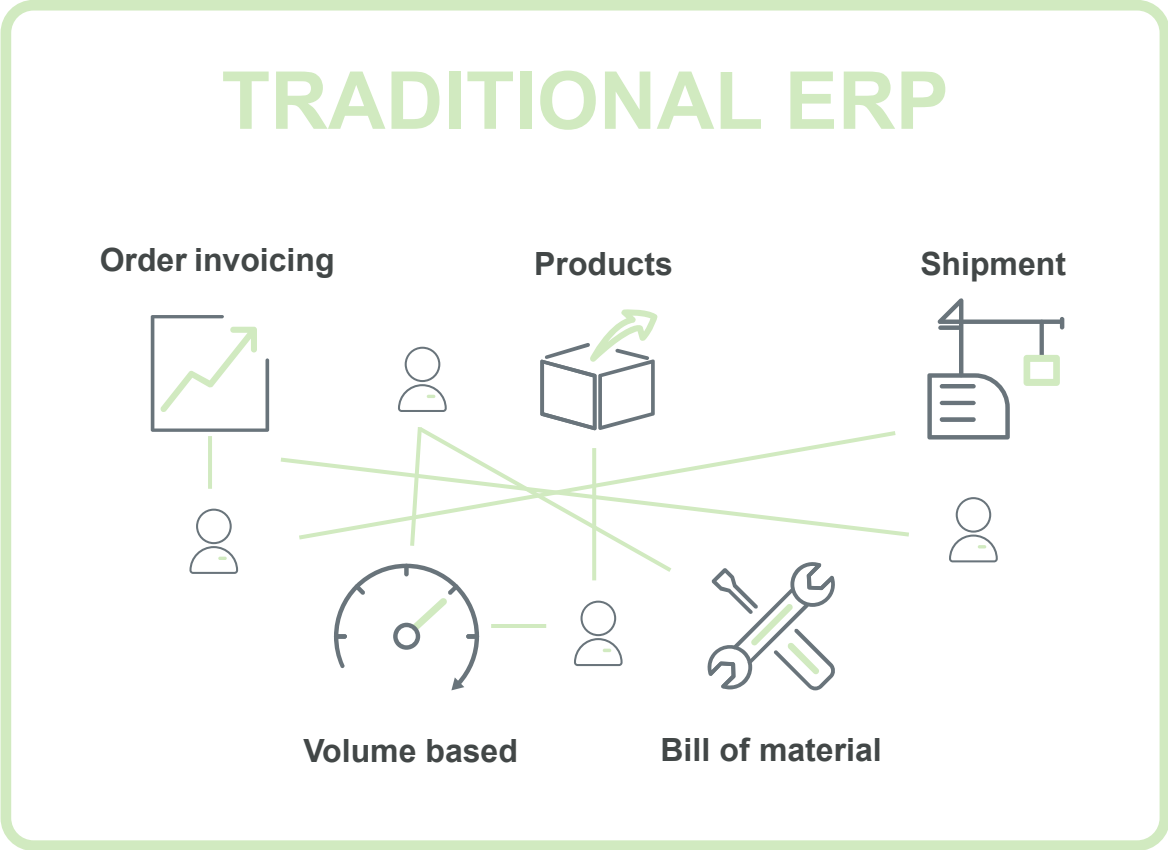 TRADITIONAL ERP
Order invoicing
Products
Shipment
Volume based
Bill of material